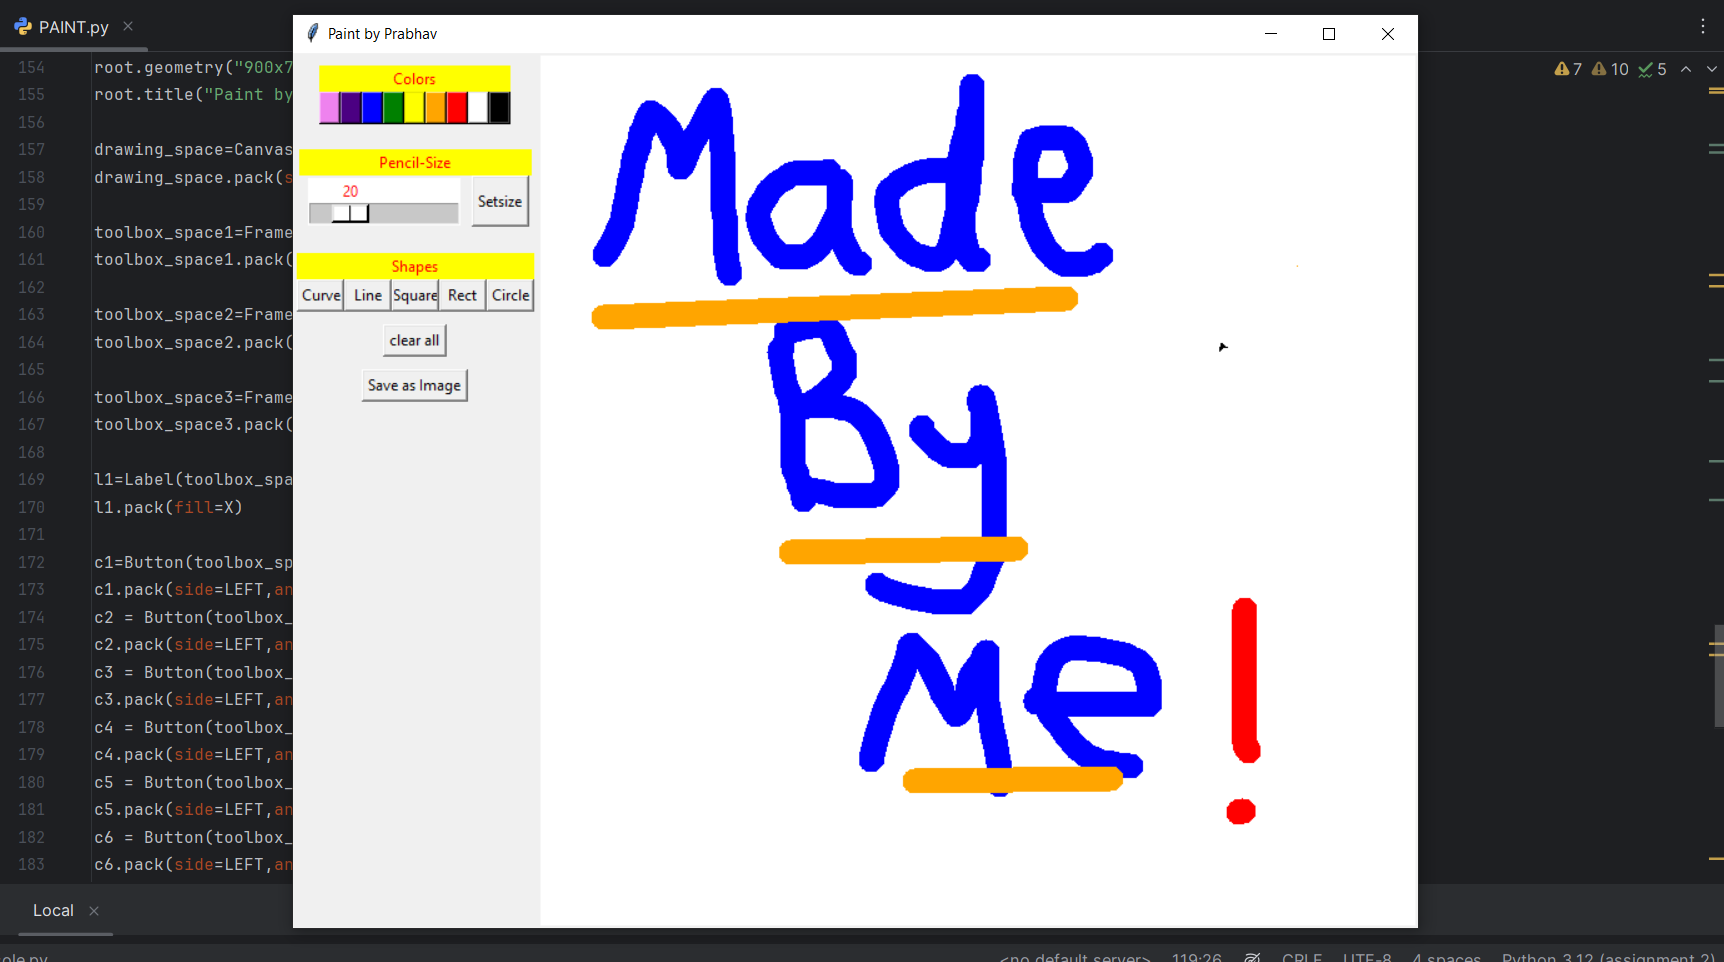 PAINT.py
Paint by Prabhav
7 10 5
154 root.geometry("900x7
155 root.title("Paint by
156
157 drawing_space=Canvas
158 drawing_space.pack(s
159
160 toolbox_space1=Frame
161 toolbox_space1.pack(
162
163 toolbox_space2=Frame
164 toolbox_space2.pack(
165
166 toolbox_space3=Frame
167 toolbox_space3.pack(
168
169 l1=Label(toolbox_spa
170 l1.pack(fill=X)
171
172 c1=Button(toolbox_sp
173 c1.pack(side=LEFT,an
174 c2 = Button(toolbox_
175 c2.pack(side=LEFT,an
176 c3 = Button(toolbox_
177 c3.pack(side=LEFT,an
178 c4 = Button(toolbox_
179 c4.pack(side=LEFT,an
180 c5 = Button(toolbox_
181 c5.pack(side=LEFT,an
182 c6 = Button(toolbox_
183 c6.pack(side=LEFT,an
Colors
Pencil-Size
20
Setsize
Shapes
Curve Line Square Rect Circle
clear all
Save as Image
Made
By
Me!
Local
ole.py <no default server> 119:26 CRLF UTF-8 4 spaces Python 3.12 (assignment 2)